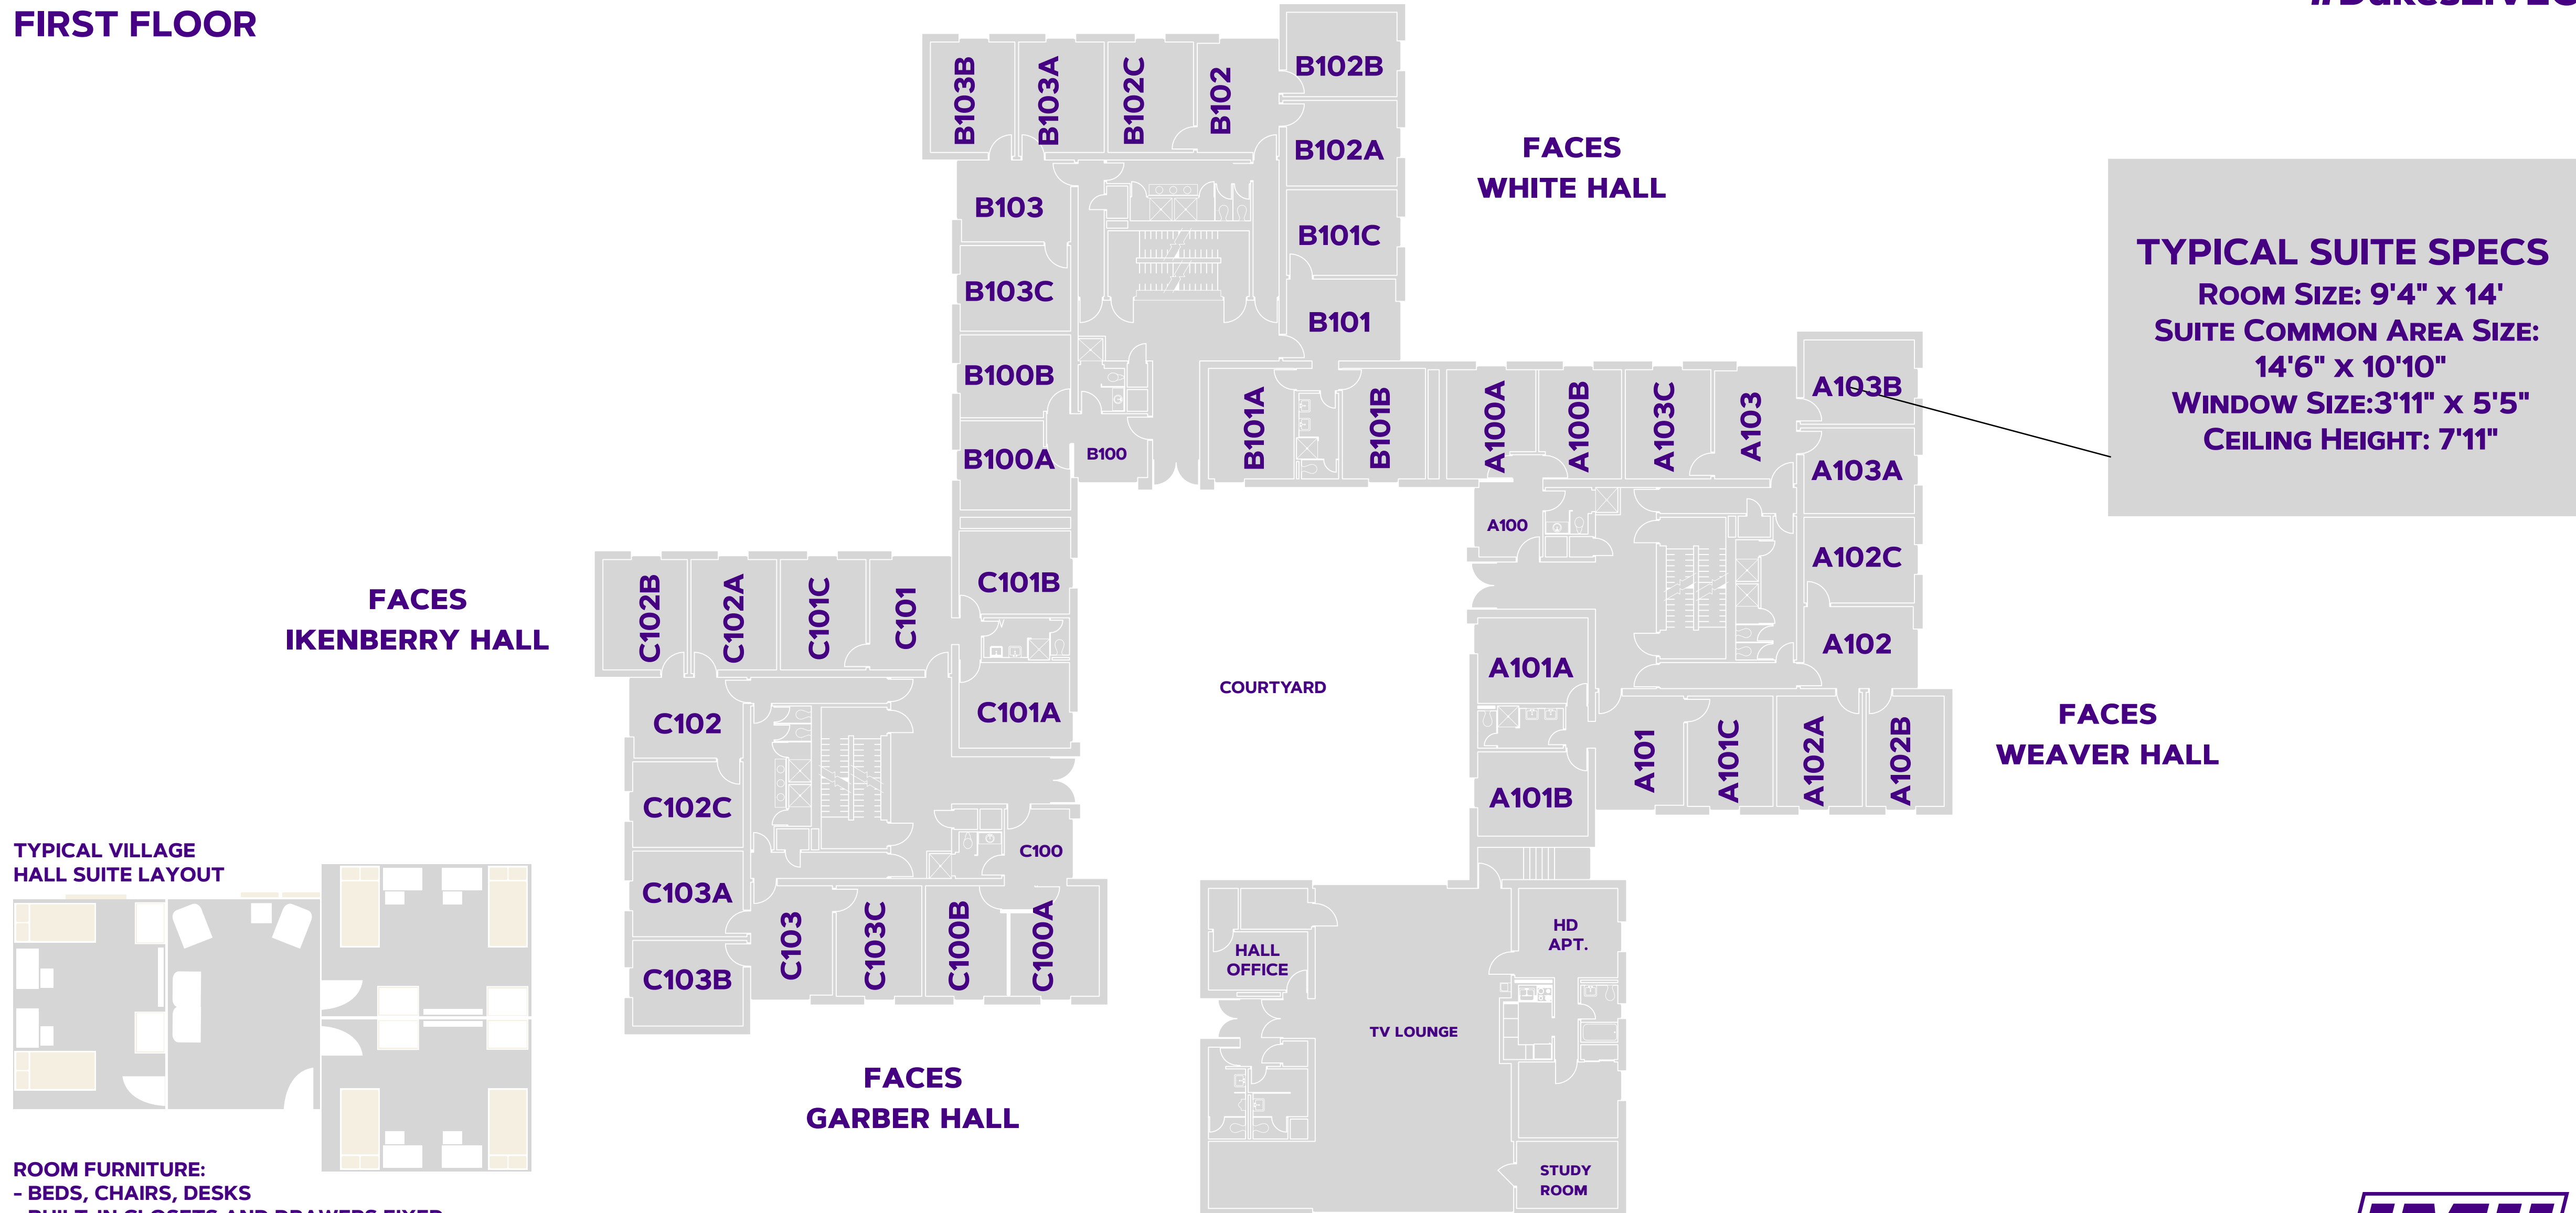 FIRST FLOOR
B103B
B103A
B102C
B102
B102B
B102A
B101C
B101
B103
B103C
B100B
B100A
B100
B101A
B101B
FACES
WHITE HALL
TYPICAL SUITE SPECS
ROOM SIZE: 9'4" X 14'
SUITE COMMON AREA SIZE:
14'6" X 10'10"
WINDOW SIZE:3'11" X 5'5"
CEILING HEIGHT: 7'11"
A100A
A100B
A103C
A103
A103B
A103A
A102C
A102
A100
A101A
A101B
A101
A101C
A102A
A102B
FACES
WEAVER HALL
COURTYARD
FACES
IKENBERRY HALL
C102B
C102A
C101C
C101
C101B
C101A
C102
C102C
C103A
C103B
C103
C103C
C100B
C100A
C100
FACES
GARBER HALL
HALL
OFFICE
TV LOUNGE
HD
APT.
STUDY
ROOM
TYPICAL VILLAGE
HALL SUITE LAYOUT
ROOM FURNITURE:
- BEDS, CHAIRS, DESKS